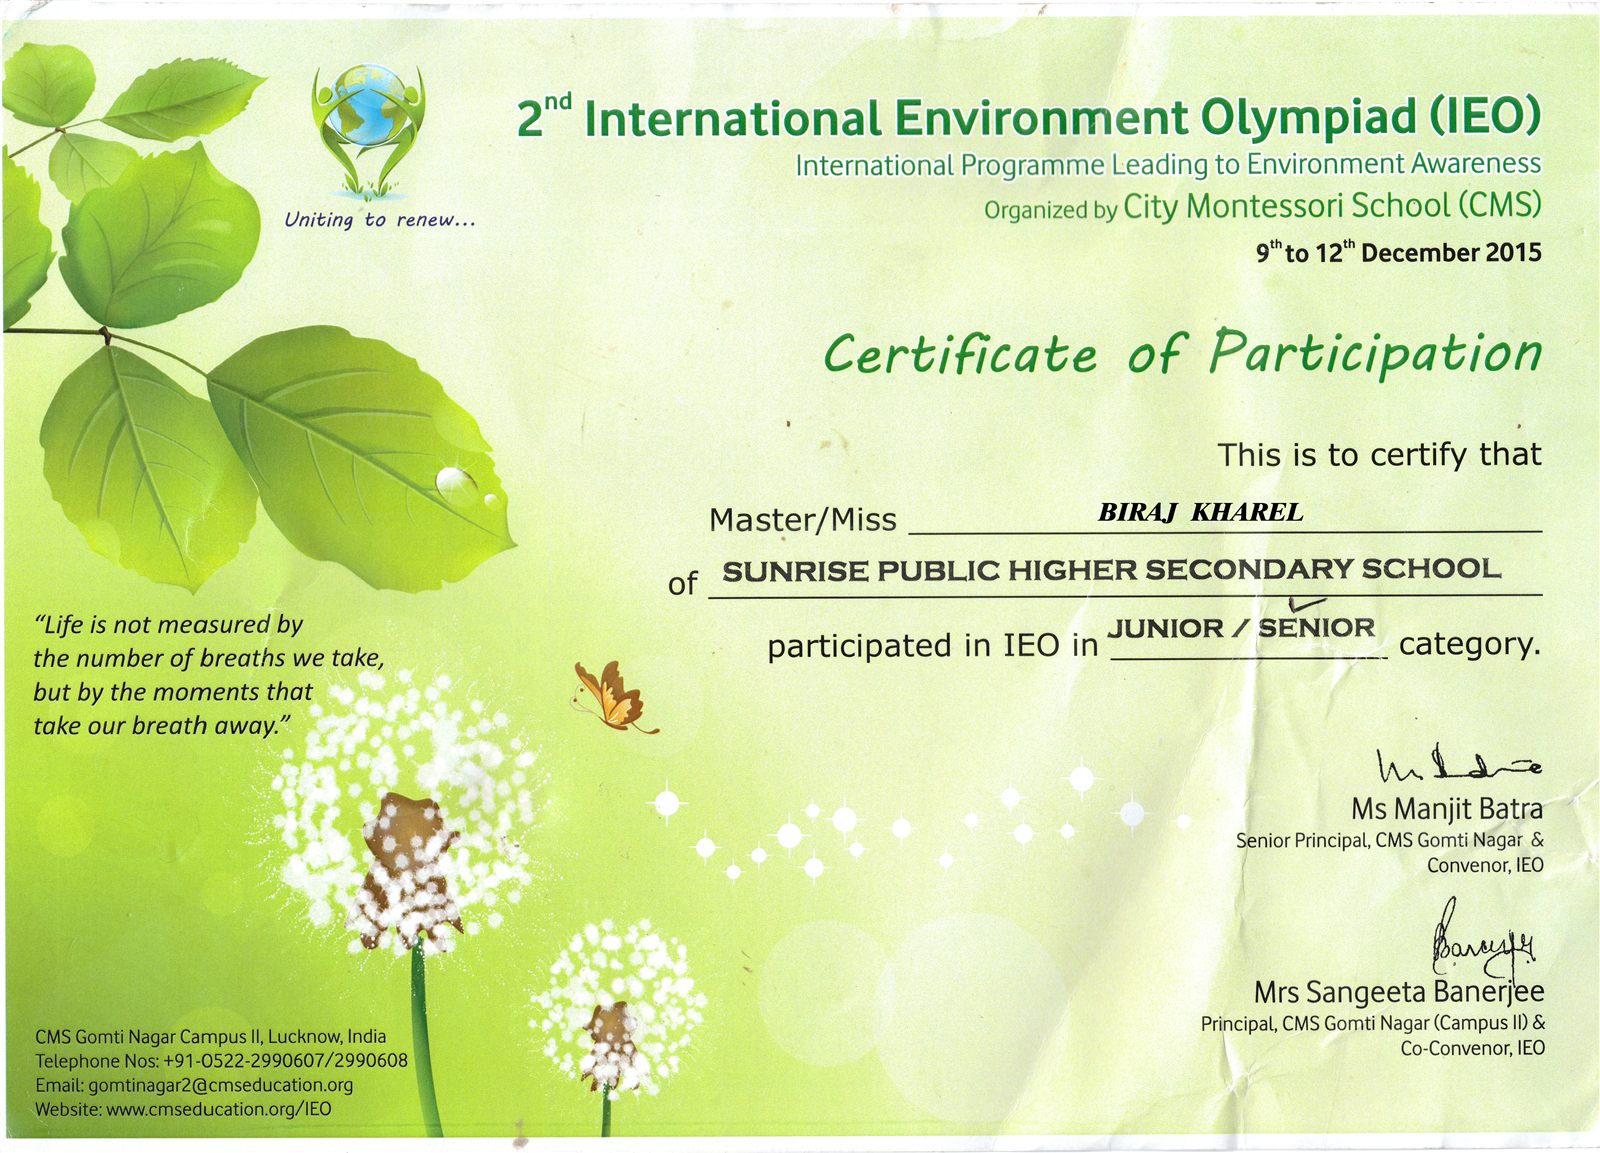 2nd International Environment Olympiad (IEO)
International Programme Leading to Environment Awareness
Organized by City Montessori School (CMS)
9th to 12th December 2015
Uniting to renew...
Certificate of Participation
This is to certify that
Master/Miss BIRAJ KHAREL
of SUNRISE PUBLIC HIGHER SECONDARY SCHOOL
participated in IEO in JUNIOR / SENIOR category.
“Life is not measured by
the number of breaths we take,
but by the moments that
take our breath away.”
Ms Manjit Batra
Senior Principal, CMS Gomti Nagar &
Convenor, IEO
Mrs Sangeeta Banerjee
Principal, CMS Gomti Nagar (Campus II) &
Co-Convenor, IEO
CMS Gomti Nagar Campus II, Lucknow, India
Telephone Nos: +91-0522-2990607/2990608
Email: gomtinagar2@cmseducation.org
Website: www.cmseducation.org/IEO